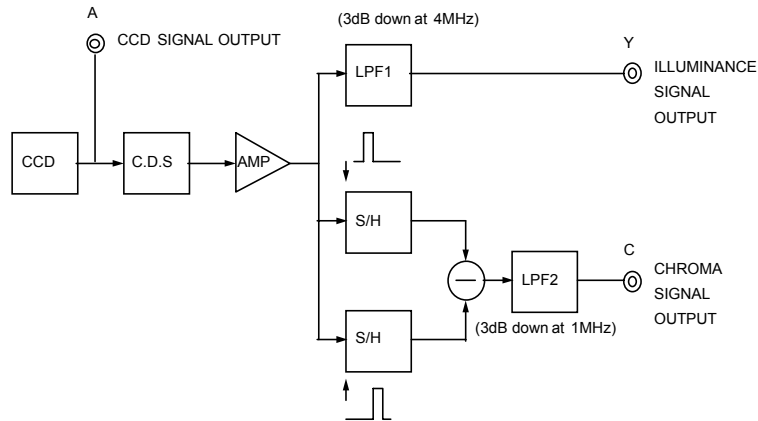 (3dB down at 4MHz)
A
CCD SIGNAL OUTPUT
LPF1
Y
ILLUMINANCE
SIGNAL
OUTPUT
CCD
C.D.S
AMP
S/H
LPF2
C
CHROMA
SIGNAL
OUTPUT
(3dB down at 1MHz)
S/H